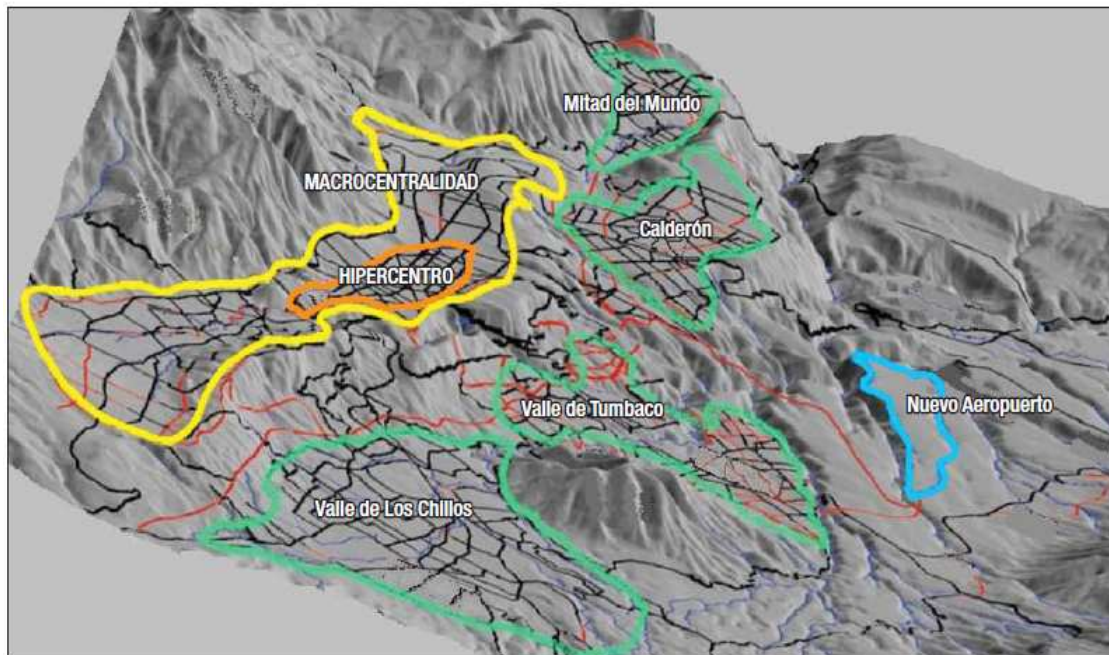 Mitad del Mundo
MACROCENTRALIDAD
Calderón
HIPERCENTRO
Valle de Tumbaco
Nuevo Aeropuerto
Valle de Los Chillos